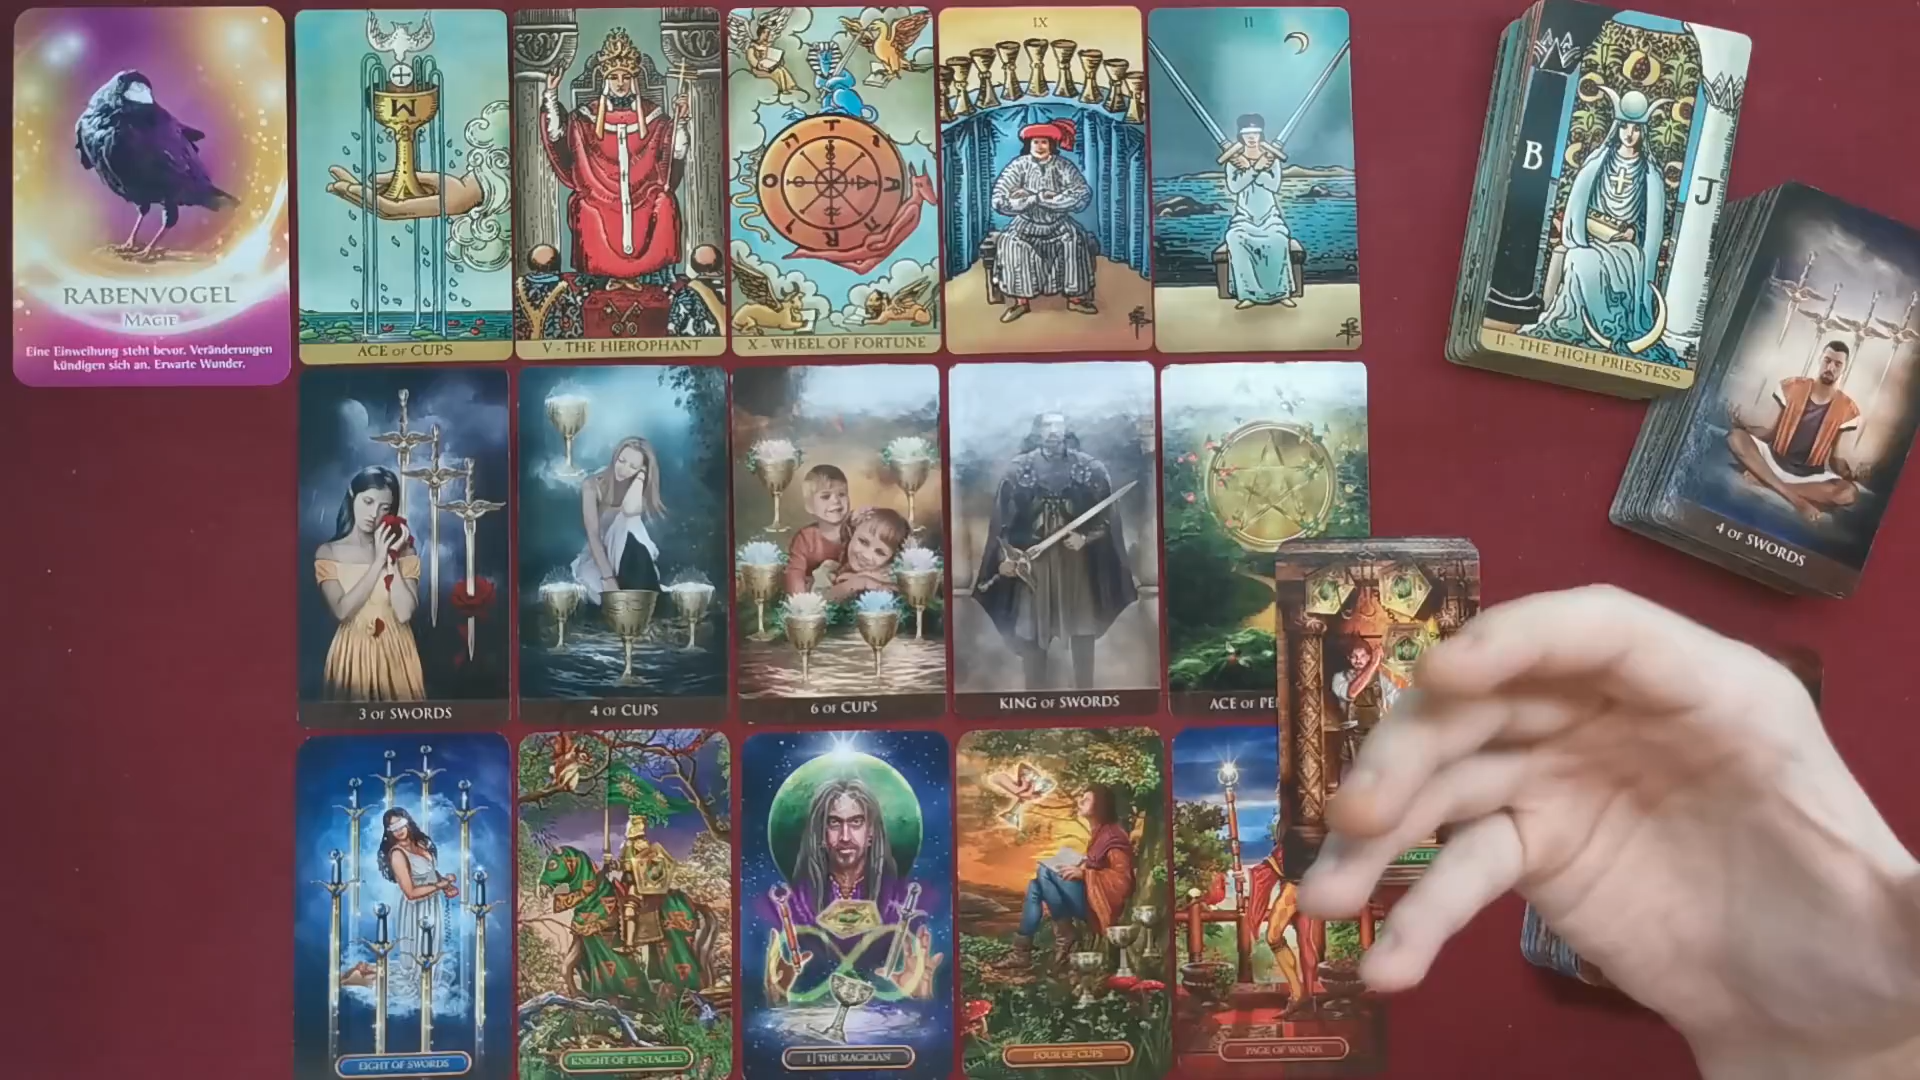 RABENVOGEL
MAGIE
Eine Einweihung steht bevor. Veränderungen
kündigen sich an. Erwarte Wunder.
M
ACE OF CUPS
V - THE HIEROPHANT
T
A
R
O
X - WHEEL OF FORTUNE
IX
II
B
J
II - THE HIGH PRIESTESS
4 OF SWORDS
3 OF SWORDS
4 OF CUPS
6 OF CUPS
KING OF SWORDS
ACE OF
EIGHT OF SWORDS
KNIGHT OF PENTACLES
I | THE MAGICIAN
FOUR OF CUPS
PAGE OF WANDS